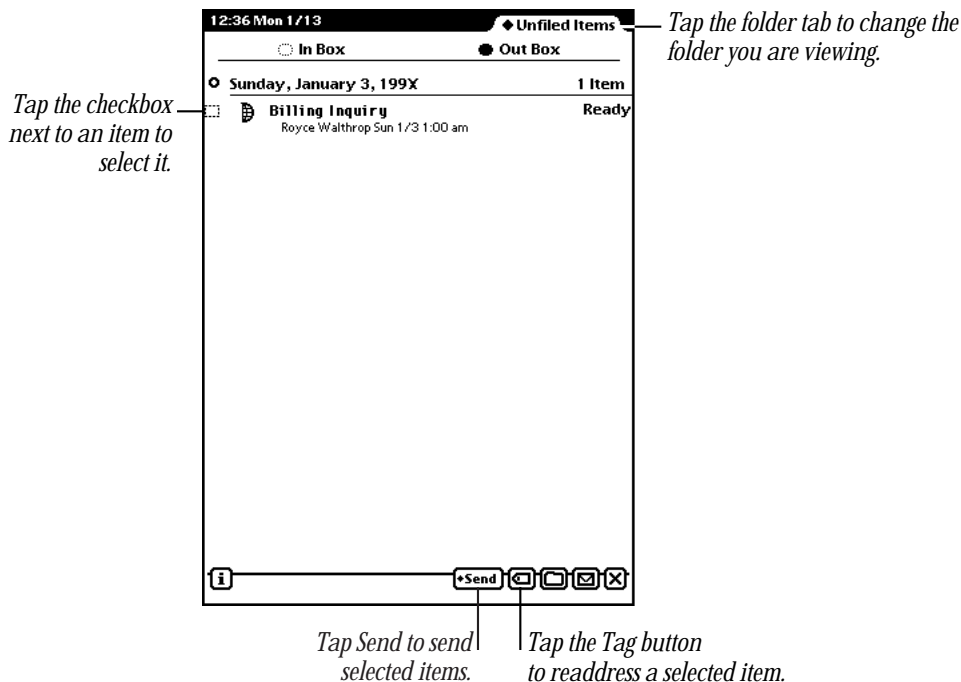 12:36 Mon 1/13
◆Unfiled Items
Tap the folder tab to change the
folder you are viewing.
In Box
Out Box
Sunday, January 3, 199X
1 Item
Tap the checkbox
next to an item to
select it.
Billing Inquiry
Ready
Royce Walthrop Sun 1/3 1:00 am
i
◆Send
X
Tap Send to send
selected items.
Tap the Tag button
to readdress a selected item.